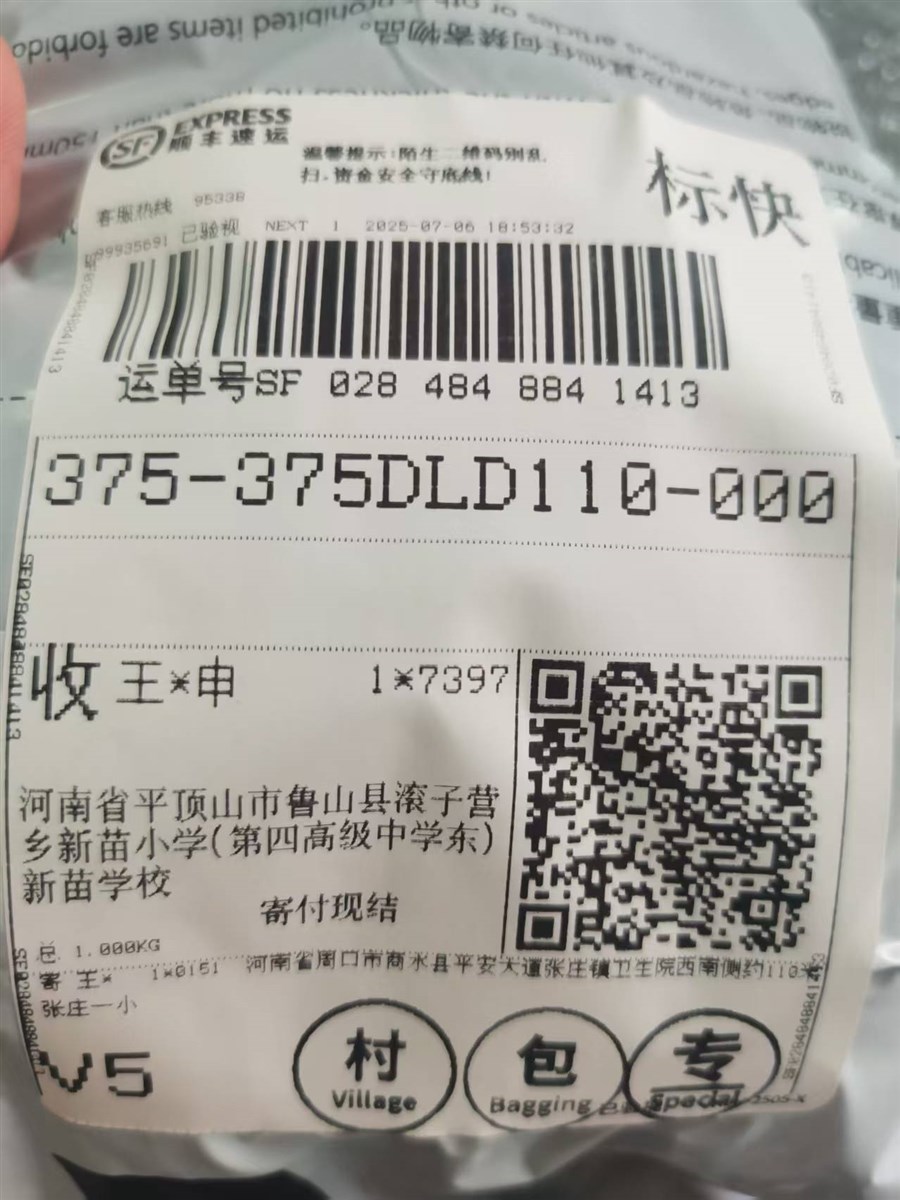 SF EXPRESS
顺丰速运
温馨提示:陌生二维码别乱
扫,资金安全守底线!
标快
客服热线 95338
已验视 NEXT 1 2025-07-06 18:53:32
运单号SF 028 484 884 1413
375-375DLD110-000
收 王*申 1*7397
河南省平顶山市鲁山县滚子营
乡新苗小学(第四高级中学东)
新苗学校
寄付现结
总 1.000KG
寄 王* 1*0151 河南省周口市商水县平安大道张庄镇卫生院西南侧约110米
张庄一小
V5
村 包 专
Village Bagging Special